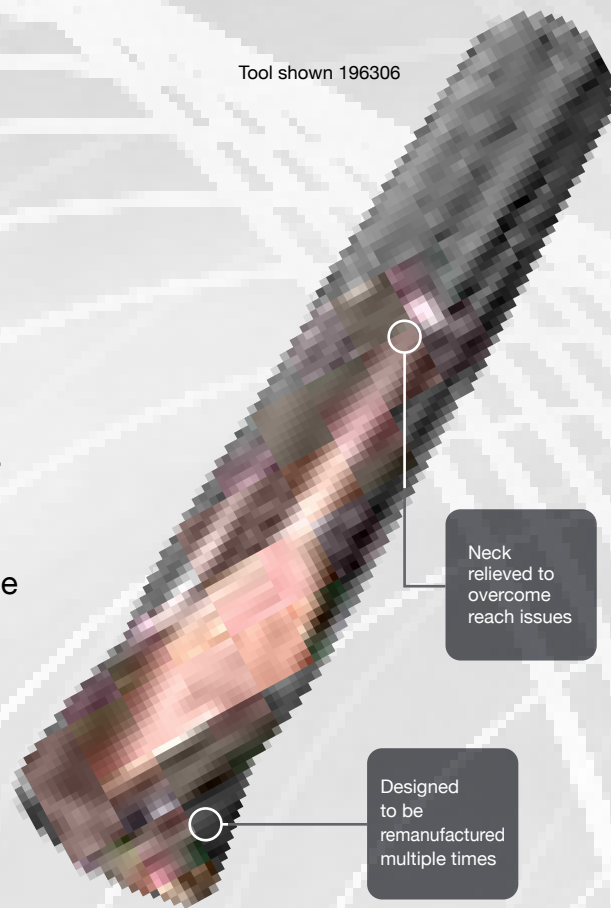 Tool shown 196306
e
Neck
relieved to
overcome
reach issues
Designed
to be
remanufactured
multiple times